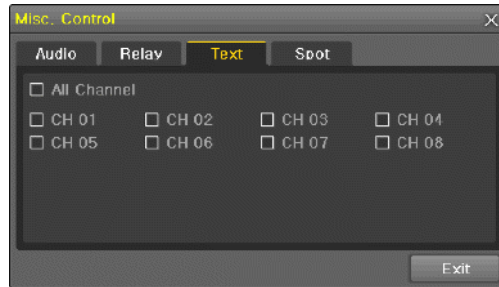 Misc. Control X
Audio Relay Text Spot
All Channel
CH 01 CH 02 CH 03 CH 04
CH 05 CH 06 CH 07 CH 08
Exit